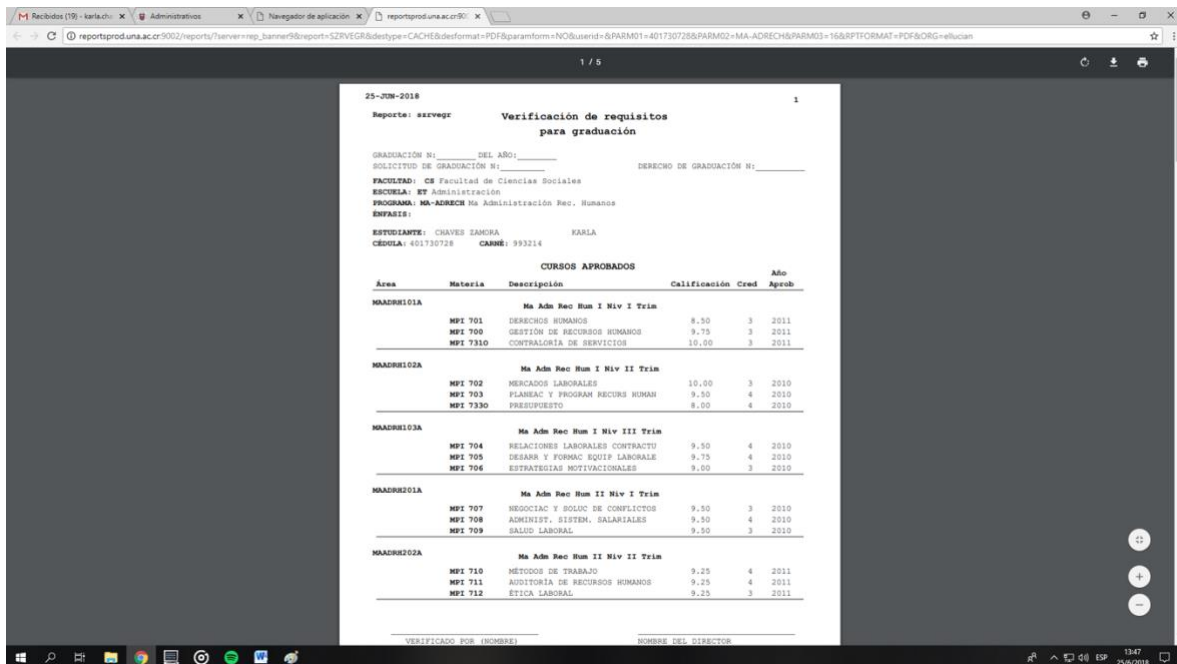 Recibidos (19) - karla.cha
Administrativos
Navegador de aplicación
reportsprod.una.ac.cr:900
reportsprod.una.ac.cr:9002/reports/?server=rep_banner9&report=SZRVEGR&destype=CACHE&desformat=PDF&paramform=NO&userid=&PARM01=401730728&PARM02=MA-ADRECH&PARM03=16&RPTFORMAT=PDF&ORG=ellucian
1 / 5
25-JUN-2018 1
Reporte: szrvegr Verificación de requisitos
para graduación
GRADUACIÓN N:________ DEL AÑO:________
SOLICITUD DE GRADUACIÓN N:_________ DERECHO DE GRADUACIÓN N:__________
FACULTAD: CS Facultad de Ciencias Sociales
ESCUELA: ET Administración
PROGRAMA: MA-ADRECH Ma Administración Rec. Humanos
ÉNFASIS:
ESTUDIANTE: CHAVES ZAMORA KARLA
CÉDULA: 401730728 CARNÉ: 993214
CURSOS APROBADOS
Área Materia Descripción Calificación Cred Año Aprob
MAADRH101A Ma Adm Rec Hum I Niv I Trim
MPI 701 DERECHOS HUMANOS 8.50 3 2011
MPI 700 GESTIÓN DE RECURSOS HUMANOS 9.75 3 2011
MPI 7310 CONTRALORÍA DE SERVICIOS 10.00 3 2011
MAADRH102A Ma Adm Rec Hum I Niv II Trim
MPI 702 MERCADOS LABORALES 10.00 3 2010
MPI 703 PLANEAC Y PROGRAM RECURS HUMAN 9.50 4 2010
MPI 7330 PRESUPUESTO 8.00 4 2010
MAADRH103A Ma Adm Rec Hum I Niv III Trim
MPI 704 RELACIONES LABORALES CONTRACTU 9.50 4 2010
MPI 705 DESARR Y FORMAC EQUIP LABORALE 9.75 4 2010
MPI 706 ESTRATEGIAS MOTIVACIONALES 9.00 3 2010
MAADRH201A Ma Adm Rec Hum II Niv I Trim
MPI 707 NEGOCIAC Y SOLUC DE CONFLICTOS 9.50 3 2010
MPI 708 ADMINIST. SISTEM. SALARIALES 9.50 4 2010
MPI 709 SALUD LABORAL 9.50 3 2010
MAADRH202A Ma Adm Rec Hum II Niv II Trim
MPI 710 MÉTODOS DE TRABAJO 9.25 4 2011
MPI 711 AUDITORÍA DE RECURSOS HUMANOS 9.25 4 2011
MPI 712 ÉTICA LABORAL 9.25 3 2011
VERIFICADO POR (NOMBRE) NOMBRE DEL DIRECTOR
ESP 13:47
25/6/2018